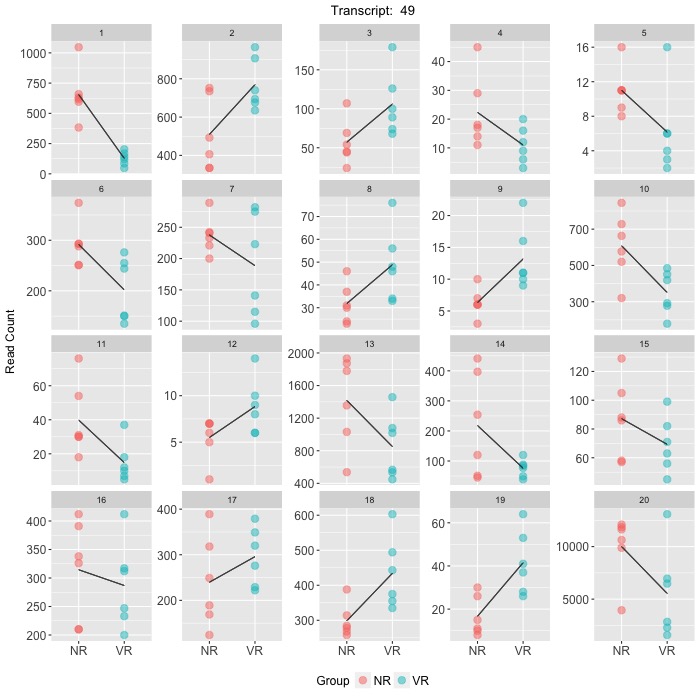 Transcript: 49
1 2 3 4 5
1000 750 500 250 0
800 600 400
150 100 50
40 30 20 10
16 12 8 4
6 7 8 9 10
300 200
250 200 150 100
70 60 50 40 30
20 15 10 5
700 500 300
Read Count
11 12 13 14 15
60 40 20
10 5
2000 1600 1200 800 400
400 300 200 100
120 100 80 60
16 17 18 19 20
400 350 300 250 200
400 300 200
600 500 400 300
60 40 20
10000 5000
NR VR NR VR NR VR NR VR NR VR
Group NR VR